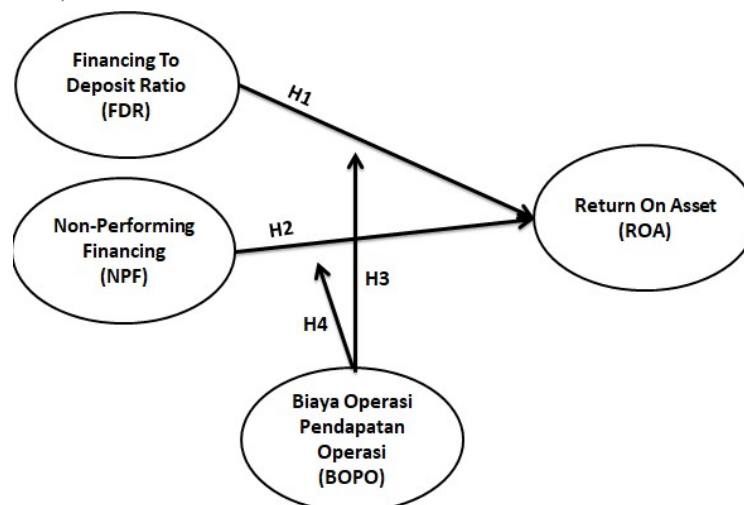 Financing To
Deposit Ratio
(FDR)
H1
Non-Performing
Financing
(NPF)
H2
Return On Asset
(ROA)
H3
H4
Biaya Operasi
Pendapatan
Operasi
(BOPO)